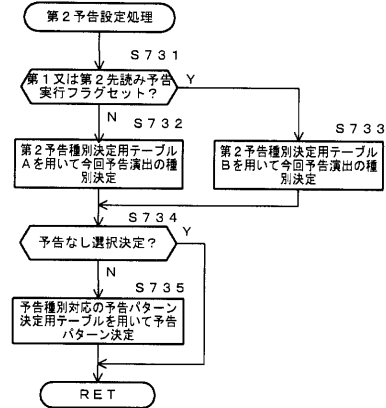 第2予告設定処理
S731
第1又は第2先読み予告
実行フラグセット?
Y
N
S732
S733
第2予告種別決定用テーブル
Aを用いて今回予告演出の種
別決定
第2予告種別決定用テーブル
Bを用いて今回予告演出の種
別決定
S734
予告なし選択決定?
Y
N
S735
予告種別対応の予告パターン
決定用テーブルを用いて予告
パターン決定
RET